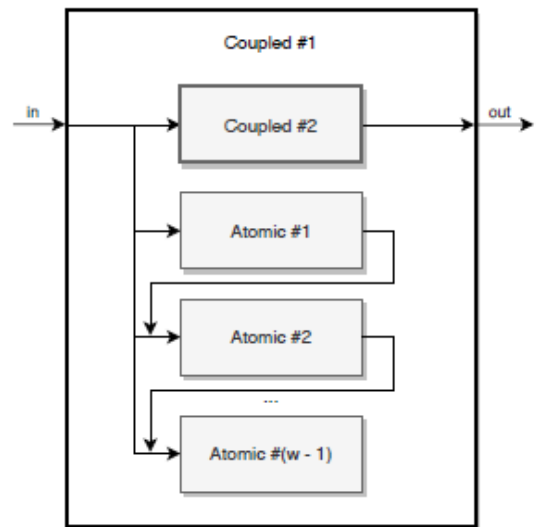 Coupled #1
in
out
Coupled #2
Atomic #1
Atomic #2
...
Atomic #(w - 1)